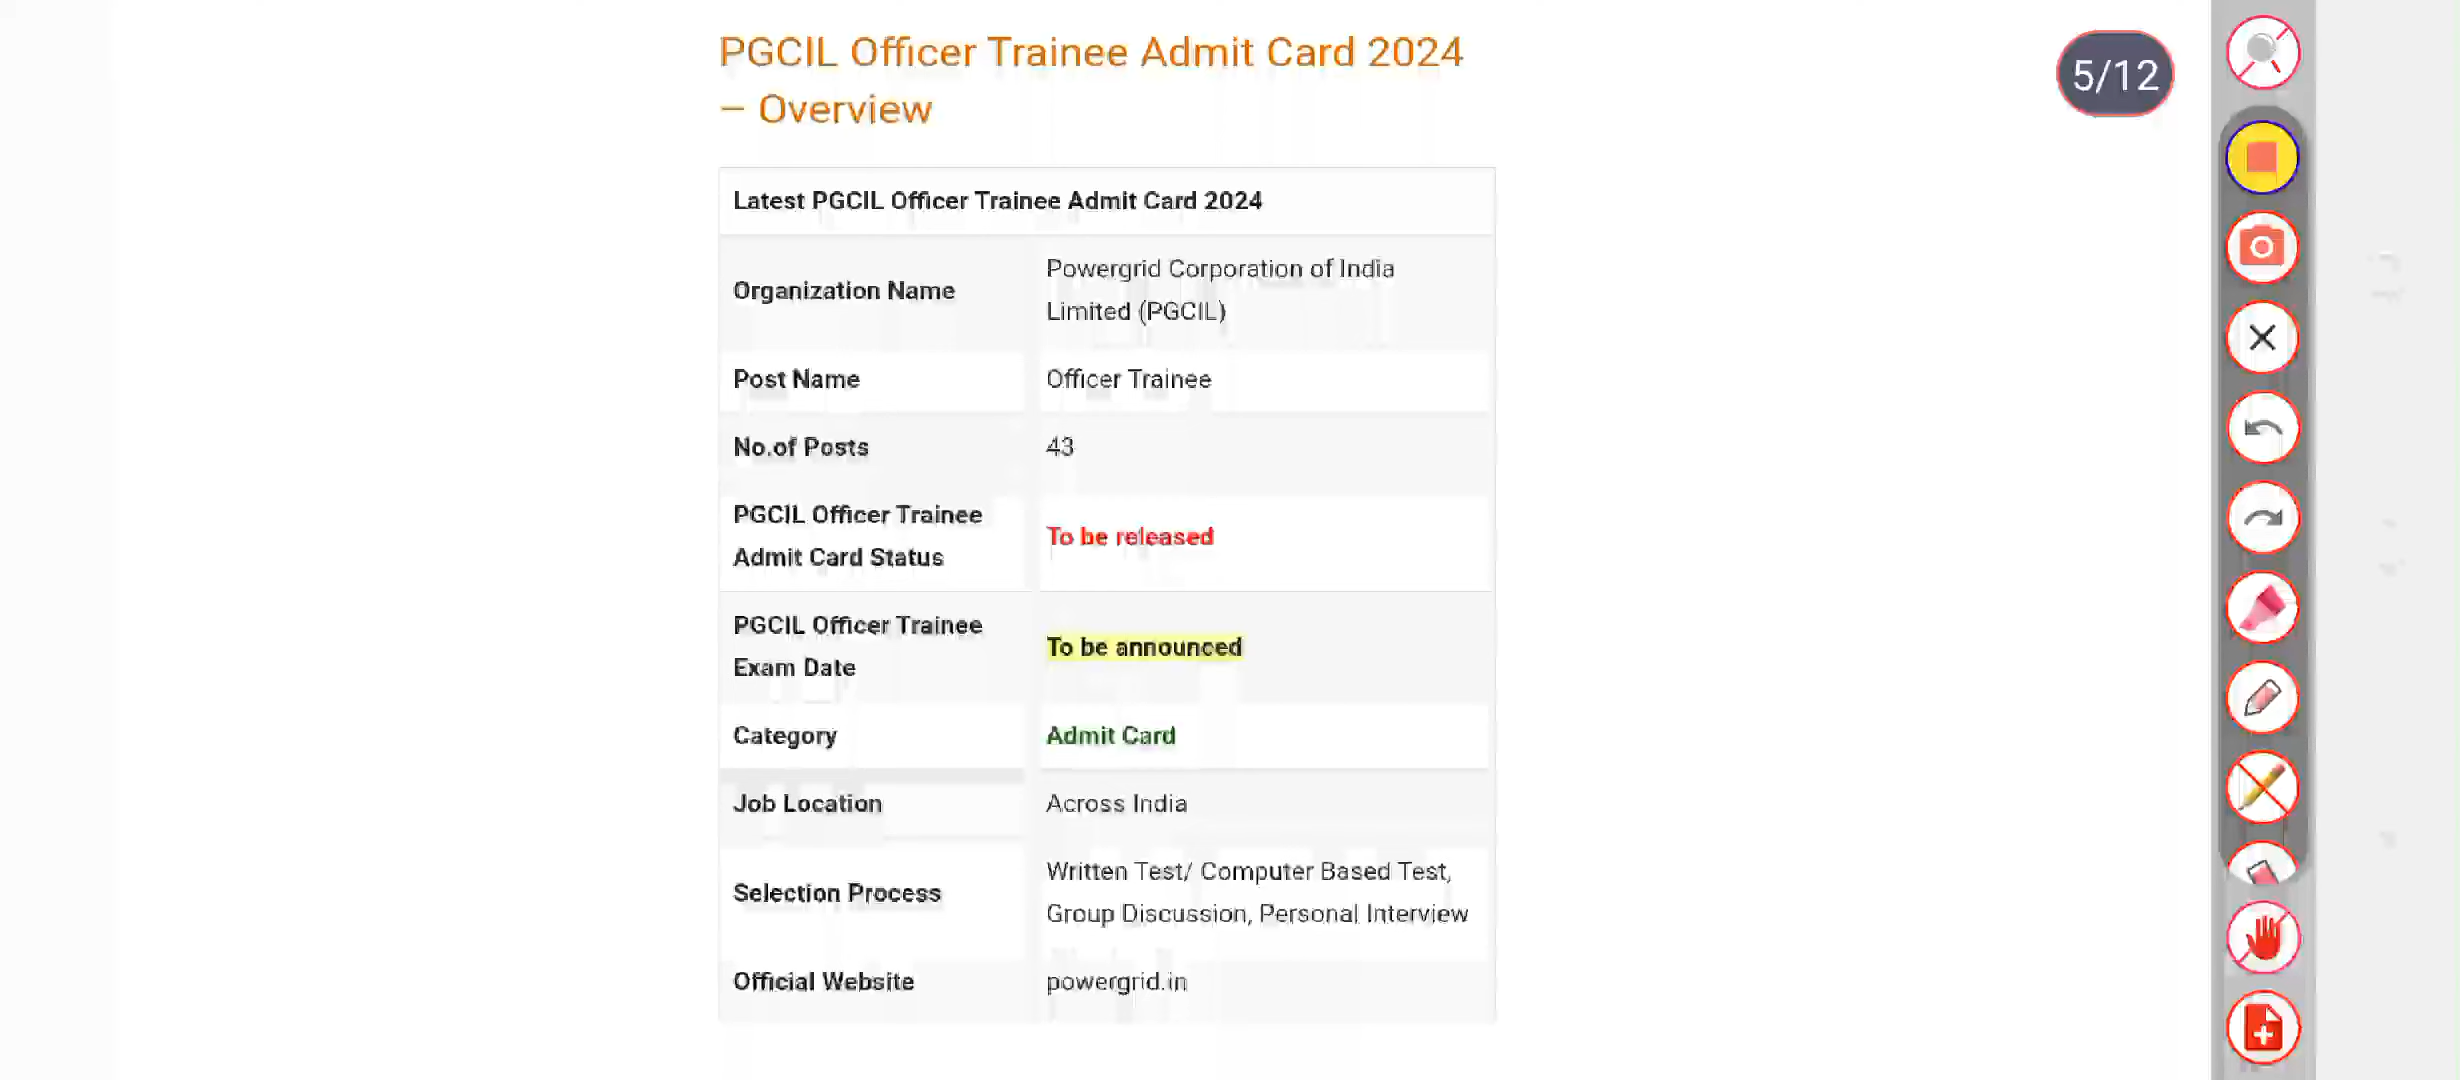 PGCIL Officer Trainee Admit Card 2024
– Overview
5/12
Latest PGCIL Officer Trainee Admit Card 2024
Organization Name
Powergrid Corporation of India
Limited (PGCIL)
Post Name
Officer Trainee
No.of Posts
43
PGCIL Officer Trainee
Admit Card Status
To be released
PGCIL Officer Trainee
Exam Date
To be announced
Category
Admit Card
Job Location
Across India
Selection Process
Written Test/ Computer Based Test,
Group Discussion, Personal Interview
Official Website
powergrid.in